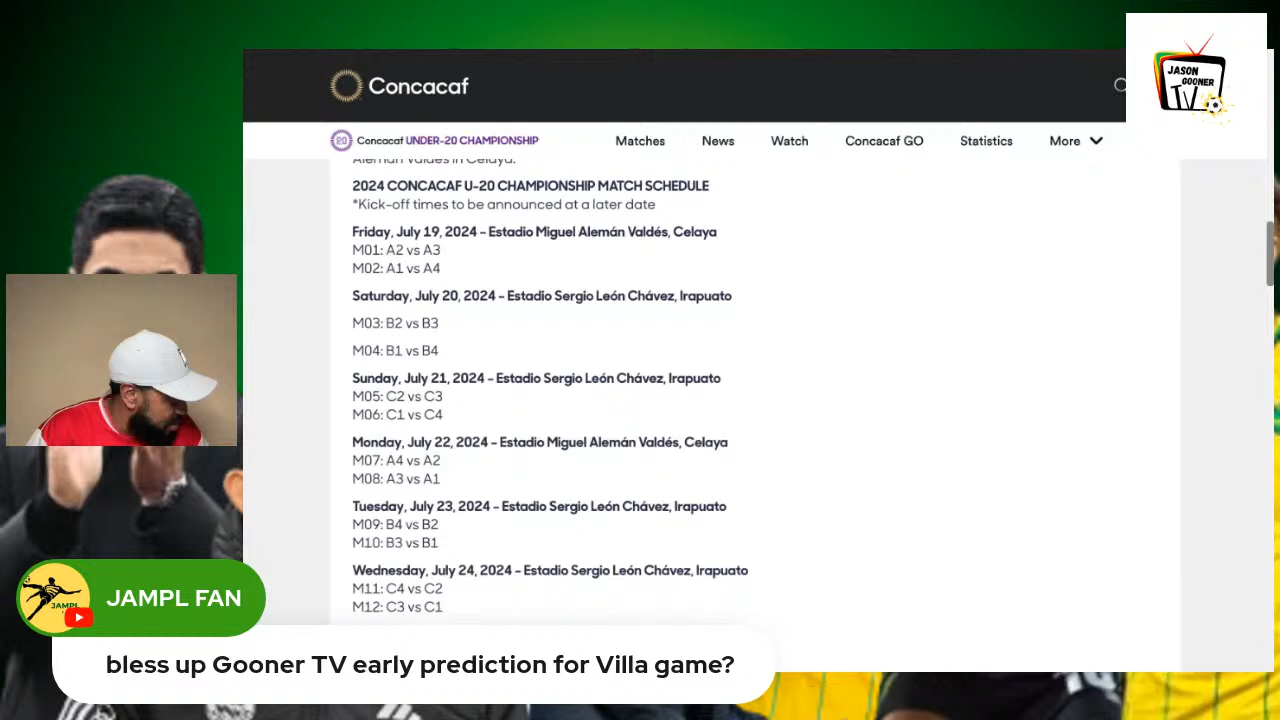 Concacaf
JASON
GOONER
TV
20
Concacaf UNDER-20 CHAMPIONSHIP
Matches
News
Watch
Concacaf GO
Statistics
More
Alemán Valdés in Celaya.
2024 CONCACAF U-20 CHAMPIONSHIP MATCH SCHEDULE
*Kick-off times to be announced at a later date
Friday, July 19, 2024 – Estadio Miguel Alemán Valdés, Celaya
M01: A2 vs A3
M02: A1 vs A4
Saturday, July 20, 2024 – Estadio Sergio León Chávez, Irapuato
M03: B2 vs B3
M04: B1 vs B4
Sunday, July 21, 2024 – Estadio Sergio León Chávez, Irapuato
M05: C2 vs C3
M06: C1 vs C4
Monday, July 22, 2024 – Estadio Miguel Alemán Valdés, Celaya
M07: A4 vs A2
M08: A3 vs A1
Tuesday, July 23, 2024 – Estadio Sergio León Chávez, Irapuato
M09: B4 vs B2
M10: B3 vs B1
Wednesday, July 24, 2024 – Estadio Sergio León Chávez, Irapuato
M11: C4 vs C2
M12: C3 vs C1
JAMPL
JAMPL FAN
bless up Gooner TV early prediction for Villa game?